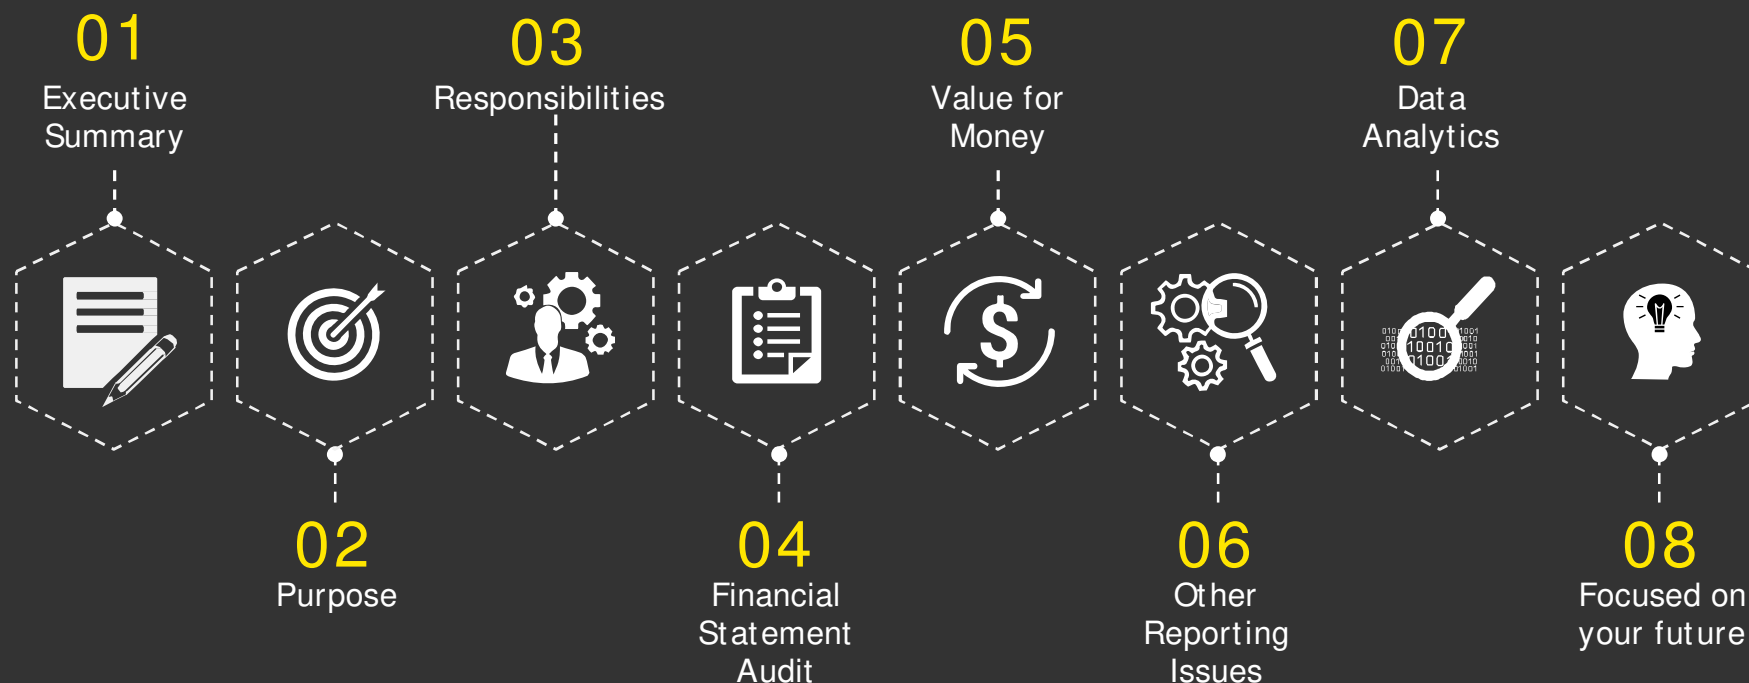 01
Executive
Summary
02
Purpose
03
Responsibilities
04
Financial
Statement
Audit
05
Value for
Money
06
Other
Reporting
Issues
07
Data
Analytics
08
Focused on
your future